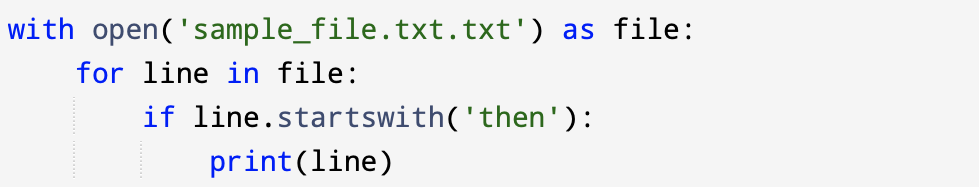 with open('sample_file.txt.txt') as file:
    for line in file:
        if line.startswith('then'):
            print(line)